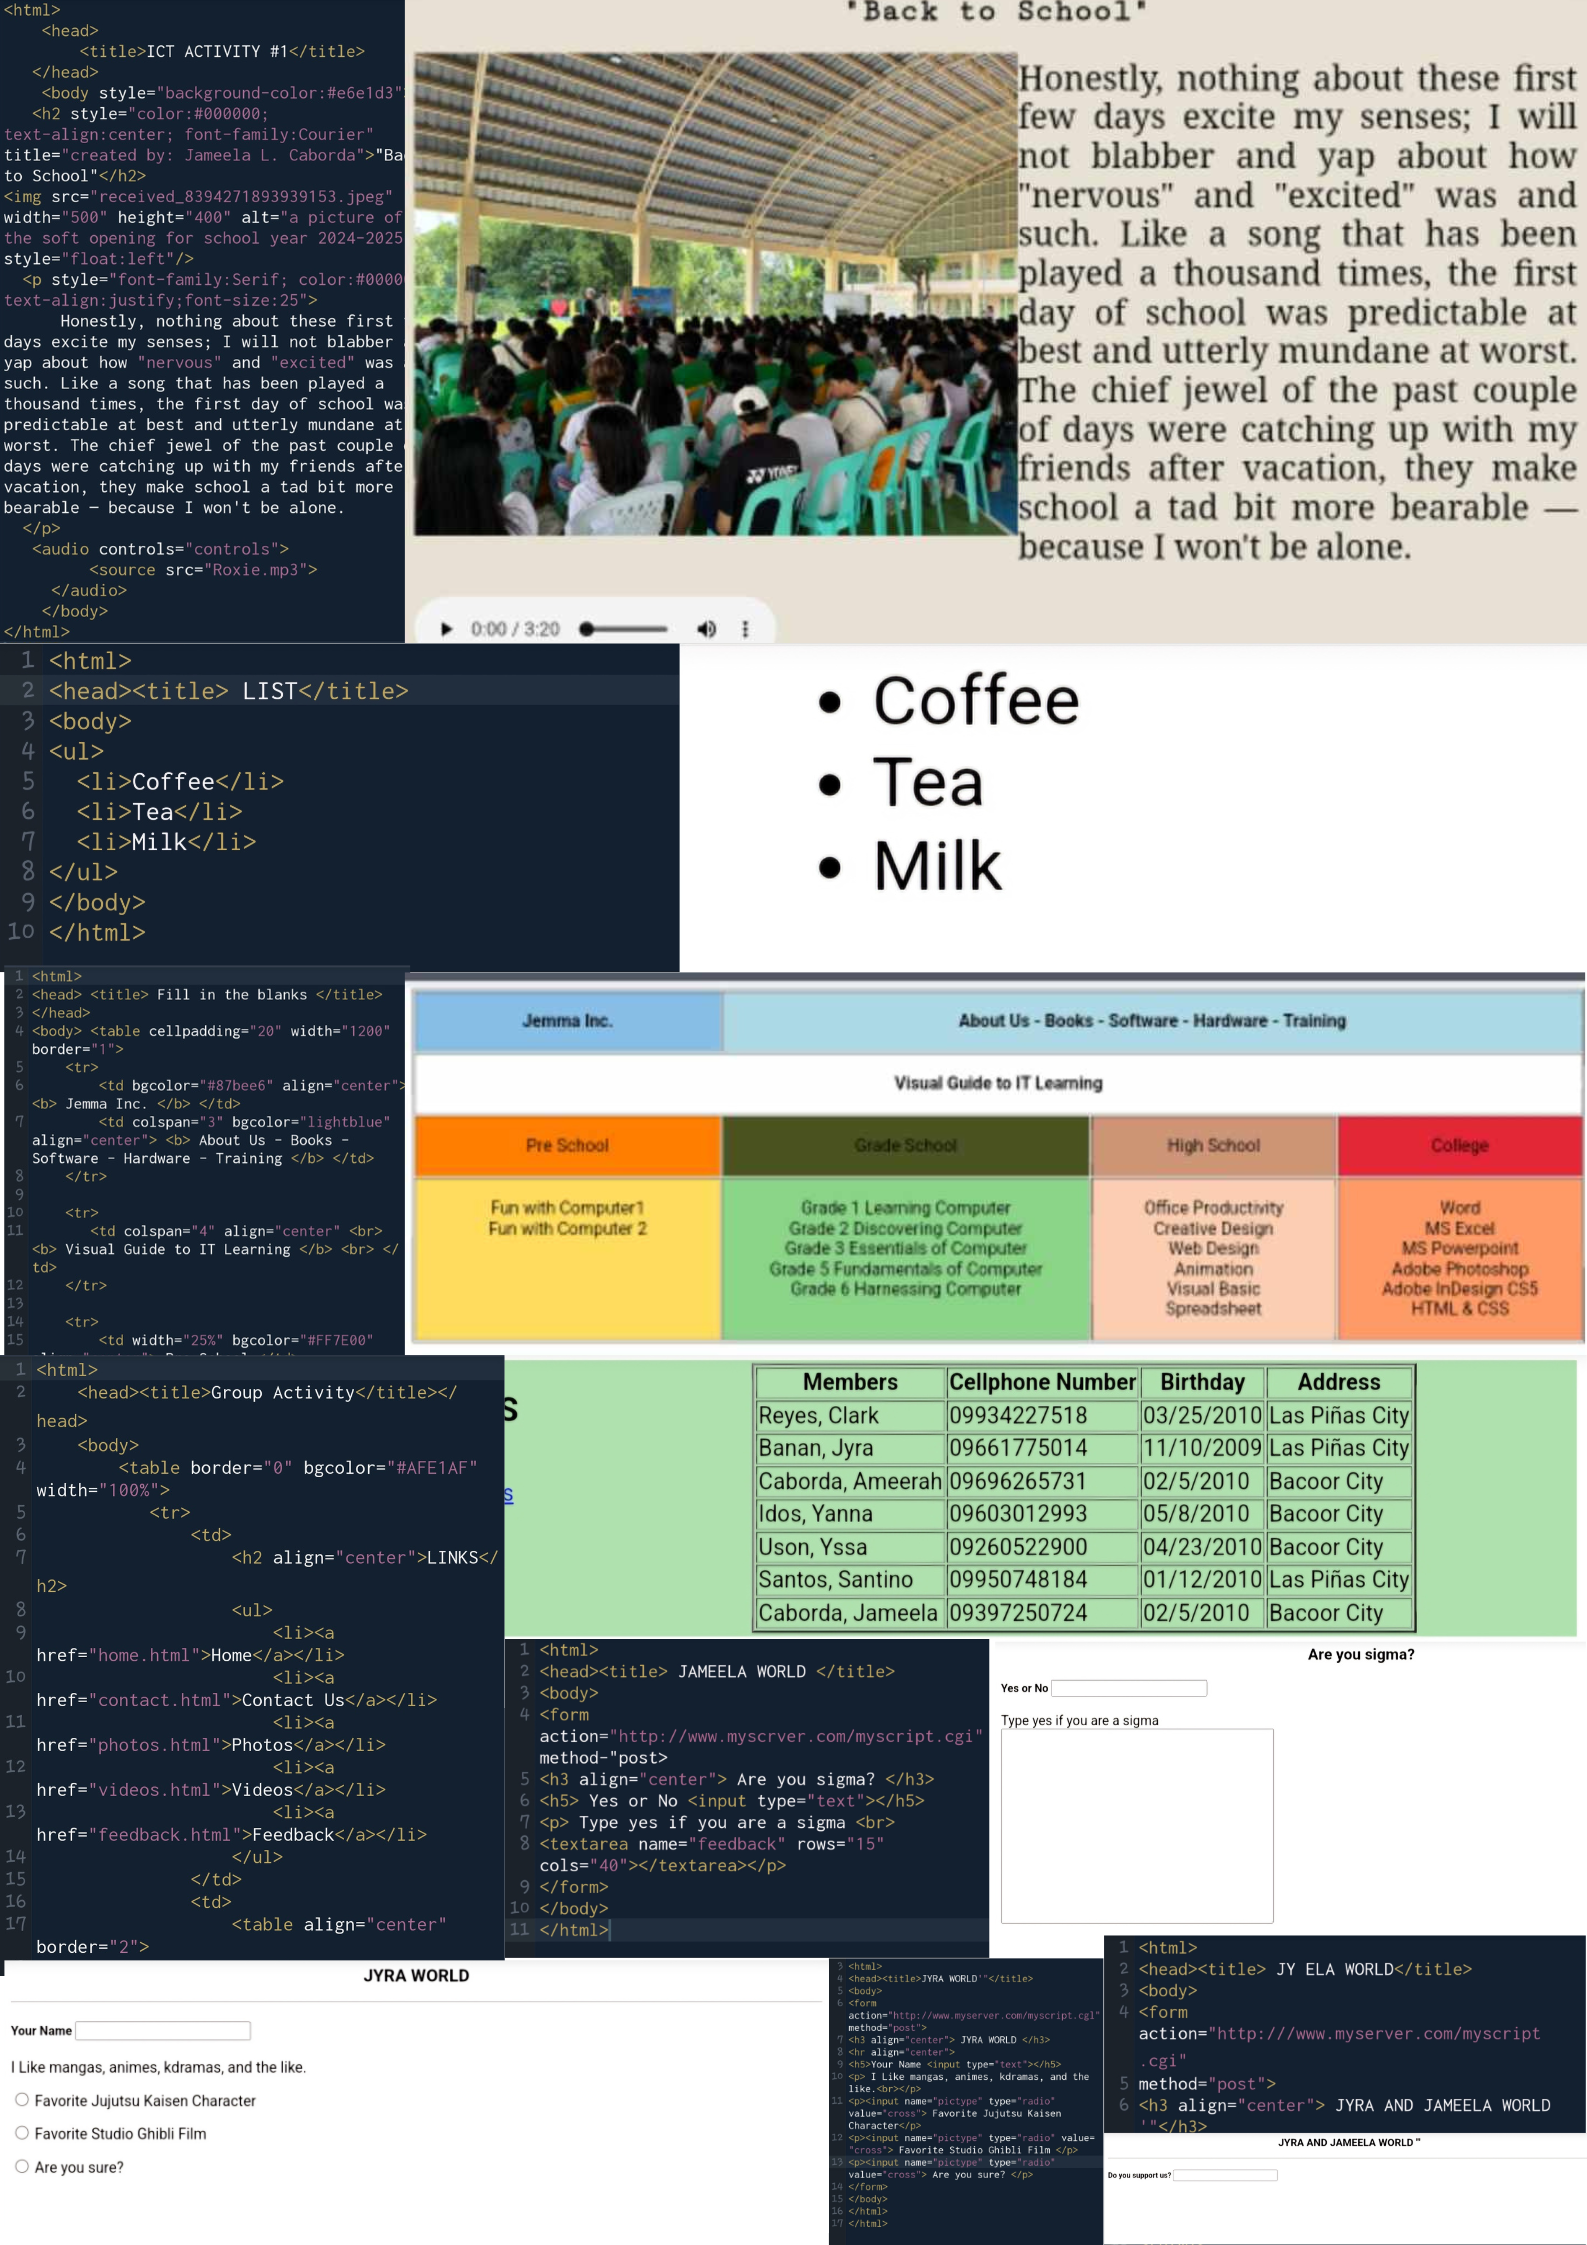 <html>
<head>
<title>ICT ACTIVITY #1</title>
</head>
<body style="background-color:#e6e1d3"
<h2 style="color:#000000;
text-align:center; font-family:Courier"
title="created by: Jameela L. Caborda">"Ba
to School"</h2>
<img src="received_8394271893939153.jpeg"
width="500" height="400" alt="a picture of
the soft opening for school year 2024-2025
style="float:left"/>
<p style="font-family:Serif; color:#0000
text-align:justify;font-size:25">
Honestly, nothing about these first
days excite my senses; I will not blabber
yap about how "nervous" and "excited" was
such. Like a song that has been played a
thousand times, the first day of school wa
predictable at best and utterly mundane at
worst. The chief jewel of the past couple
days were catching up with my friends afte
vacation, they make school a tad bit more
bearable — because I won't be alone.
</p>
<audio controls="controls">
<source src="Roxie.mp3">
</audio>
</body>
</html>
"Back to School"
Honestly, nothing about these first
few days excite my senses; I will
not blabber and yap about how
"nervous" and "excited" was and
such. Like a song that has been
played a thousand times, the first
day of school was predictable at
best and utterly mundane at worst.
The chief jewel of the past couple
of days were catching up with my
friends after vacation, they make
school a tad bit more bearable —
because I won't be alone.
0:00 / 3:20
1 <html>
2 <head><title> LIST</title>
3 <body>
4 <ul>
5 <li>Coffee</li>
6 <li>Tea</li>
7 <li>Milk</li>
8 </ul>
9 </body>
10 </html>
• Coffee
• Tea
• Milk
1 <html>
2 <head> <title> Fill in the blanks </title>
3 </head>
4 <body> <table cellpadding="20" width="1200"
border="1">
5 <tr>
6 <td bgcolor="#87bee6" align="center">
<b> Jemma Inc. </b> </td>
7 <td colspan="3" bgcolor="lightblue"
align="center"> <b> About Us - Books -
Software - Hardware - Training </b> </td>
8 </tr>
9
10 <tr>
11 <td colspan="4" align="center" <br>
<b> Visual Guide to IT Learning </b> <br> </
td>
12 </tr>
13
14 <tr>
15 <td width="25%" bgcolor="#FF7E00"
Jemma Inc. About Us - Books - Software - Hardware - Training
Visual Guide to IT Learning
Pre School Grade School High School College
Fun with Computer1
Fun with Computer 2
Grade 1 Learning Computer
Grade 2 Discovering Computer
Grade 3 Essentials of Computer
Grade 5 Fundamentals of Computer
Grade 6 Harnessing Computer
Office Productivity
Creative Design
Web Design
Animation
Visual Basic
Spreadsheet
Word
MS Excel
MS Powerpoint
Adobe Photoshop
Adobe InDesign CS5
HTML & CSS
1 <html>
2 <head><title>Group Activity</title></
head>
3 <body>
4 <table border="0" bgcolor="#AFE1AF"
width="100%">
5 <tr>
6 <td>
7 <h2 align="center">LINKS</
h2>
8 <ul>
9 <li><a
href="home.html">Home</a></li>
10 <li><a
href="contact.html">Contact Us</a></li>
11 <li><a
href="photos.html">Photos</a></li>
12 <li><a
href="videos.html">Videos</a></li>
13 <li><a
href="feedback.html">Feedback</a></li>
14 </ul>
15 </td>
16 <td>
17 <table align="center"
border="2">
s
s
Members Cellphone Number Birthday Address
Reyes, Clark 09934227518 03/25/2010 Las Piñas City
Banan, Jyra 09661775014 11/10/2009 Las Piñas City
Caborda, Ameerah 09696265731 02/5/2010 Bacoor City
Idos, Yanna 09603012993 05/8/2010 Bacoor City
Uson, Yssa 09260522900 04/23/2010 Bacoor City
Santos, Santino 09950748184 01/12/2010 Las Piñas City
Caborda, Jameela 09397250724 02/5/2010 Bacoor City
1 <html>
2 <head><title> JAMEELA WORLD </title>
3 <body>
4 <form
action="http://www.myscrver.com/myscript.cgi"
method-"post>
5 <h3 align="center"> Are you sigma? </h3>
6 <h5> Yes or No <input type="text"></h5>
7 <p> Type yes if you are a sigma <br>
8 <textarea name="feedback" rows="15"
cols="40"></textarea></p>
9 </form>
10 </body>
11 </html>
Are you sigma?
Yes or No
Type yes if you are a sigma
JYRA WORLD
Your Name
I Like mangas, animes, kdramas, and the like.
Favorite Jujutsu Kaisen Character
Favorite Studio Ghibli Film
Are you sure?
3 <html>
4 <head><title>JYRA WORLD'"</title>
5 <body>
6 <form
action="http://www.myserver.com/myscript.cgl"
method="post">
7 <h3 align="center"> JYRA WORLD </h3>
8 <hr align="center">
9 <h5>Your Name <input type="text"></h5>
10 <p> I Like mangas, animes, kdramas, and the
like.<br></p>
11 <p><input name="pictype" type="radio"
value="cross"> Favorite Jujutsu Kaisen
Character</p>
12 <p><input name="pictype" type="radio" value=
"cross"> Favorite Studio Ghibli Film </p>
13 <p><input name="pictype" type="radio"
value="cross"> Are you sure? </p>
14 </form>
15 </body>
16 </html>
17 </html>
1 <html>
2 <head><title> JY ELA WORLD</title>
3 <body>
4 <form
action="http:///www.myserver.com/myscript
.cgi"
5 method="post">
6 <h3 align="center"> JYRA AND JAMEELA WORLD
'"</h3>
JYRA AND JAMEELA WORLD '"
Do you support us?